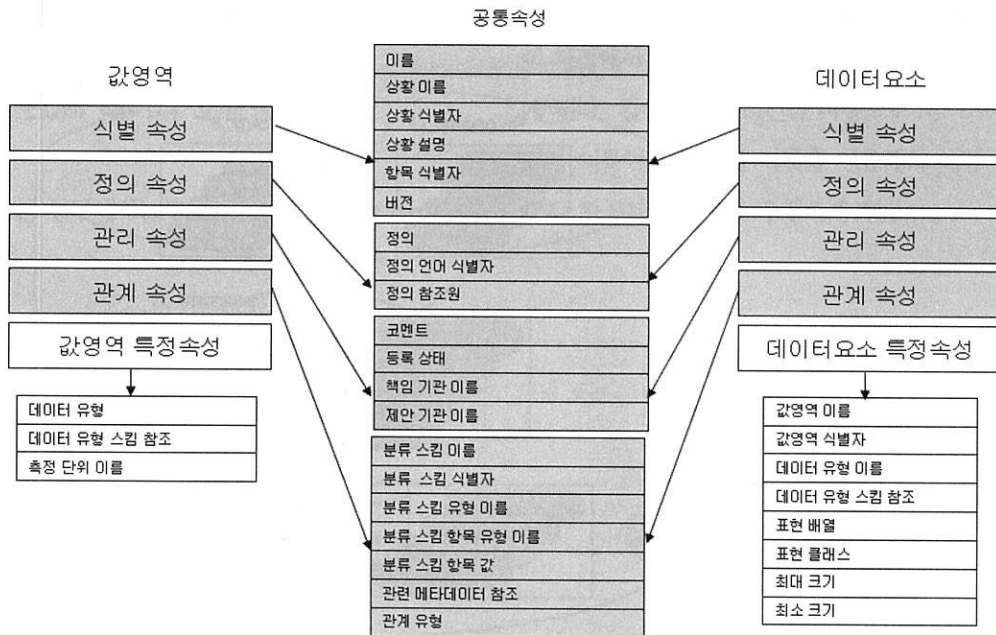 공통속성
이름
상황 이름
상황 식별자
상황 설명
항목 식별자
버전
정의
정의 언어 식별자
정의 참조원
코멘트
등록 상태
책임 기관 이름
제안 기관 이름
분류 스킴 이름
분류 스킴 식별자
분류 스킴 유형 이름
분류 스킴 항목 유형 이름
분류 스킴 항목 값
관련 메타데이터 참조
관계 유형
값영역
식별 속성
정의 속성
관리 속성
관계 속성
값영역 특정속성
데이터 유형
데이터 유형 스킴 참조
측정 단위 이름
데이터요소
식별 속성
정의 속성
관리 속성
관계 속성
데이터요소 특정속성
값영역 이름
값영역 식별자
데이터 유형 이름
데이터 유형 스킴 참조
표현 배열
표현 클래스
최대 크기
최소 크기